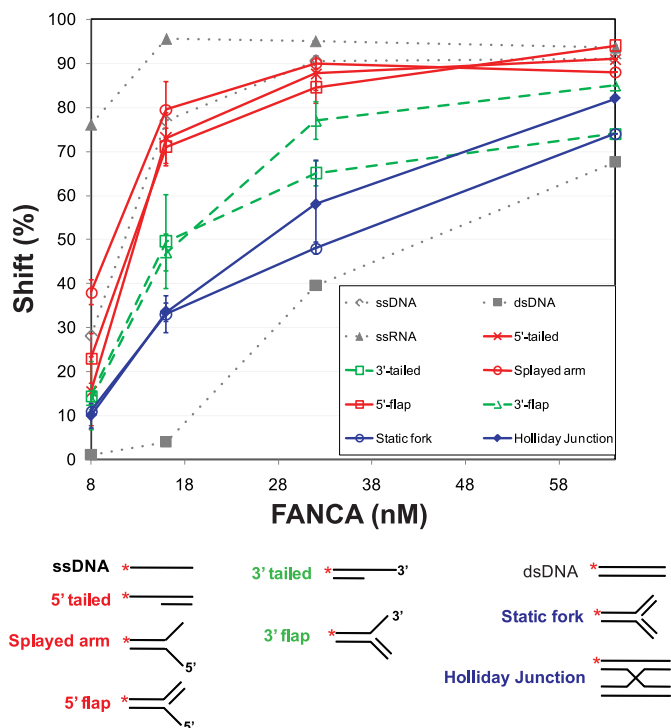 100
90
80
70
60
50
40
30
20
10
0
Shift (%)
ssDNA
dsDNA
ssRNA
5'-tailed
3'-tailed
Splayed arm
5'-flap
3'-flap
Static fork
Holliday Junction
8
18
28
38
48
58
FANCA (nM)
ssDNA
*
5' tailed
*
Splayed arm
*
5'
5' flap
*
5'
3' tailed
*
3'
3' flap
*
3'
dsDNA
*
Static fork
*
Holliday Junction
*